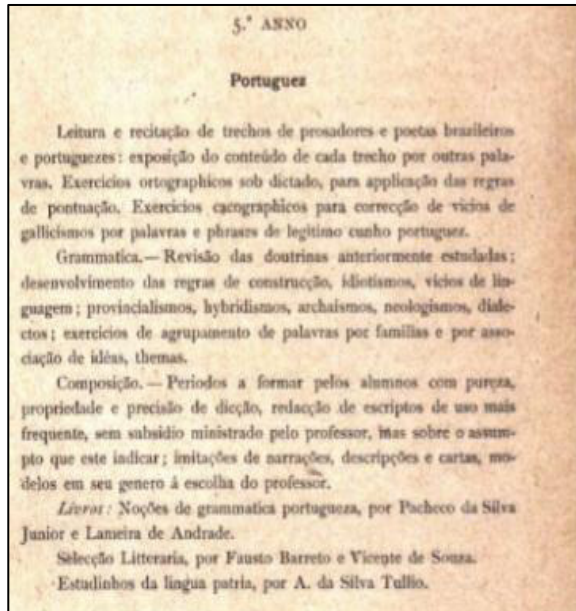 5.º ANNO
Portuguez
Leitura e recitação de trechos de prosadores e poetas brazileiros
e portuguezes: exposição do conteúdo de cada trecho por outras pala-
vras. Exercicios ortographicos sob dictado, para applicação das regras
de pontuação. Exercicios cacographicos para correcção de vicios de
gallicismos por palavras e phrases de legitimo cunho portuguez.
Grammatica. — Revisão das doutrinas anteriormente estudadas;
desenvolvimento das regras de construcção, idiotismos, vicios de lin-
guagem; provincialismos, hybridismos, archaismos, neologismos, diale-
ctos; exercicios de agrupamento de palavras por familias e por asso-
ciação de idéas, themas.
Composição. — Periodos a formar pelos alumnos com pureza,
propriedade e precisão de dicção, redacção de escriptos de uso mais
frequente, sem subsidio ministrado pelo professor, mas sobre o assum-
pto que este indicar; imitações de narrações, descripções e cartas, mo-
delos em seu genero á escolha do professor.
Livros: Noções de grammatica portugueza, por Pacheco da Silva
Junior e Lameira de Andrade.
Selecção Litteraria, por Fausto Barreto e Vicente de Souza.
Estudinhos da lingua patria, por A. da Silva Tullio.